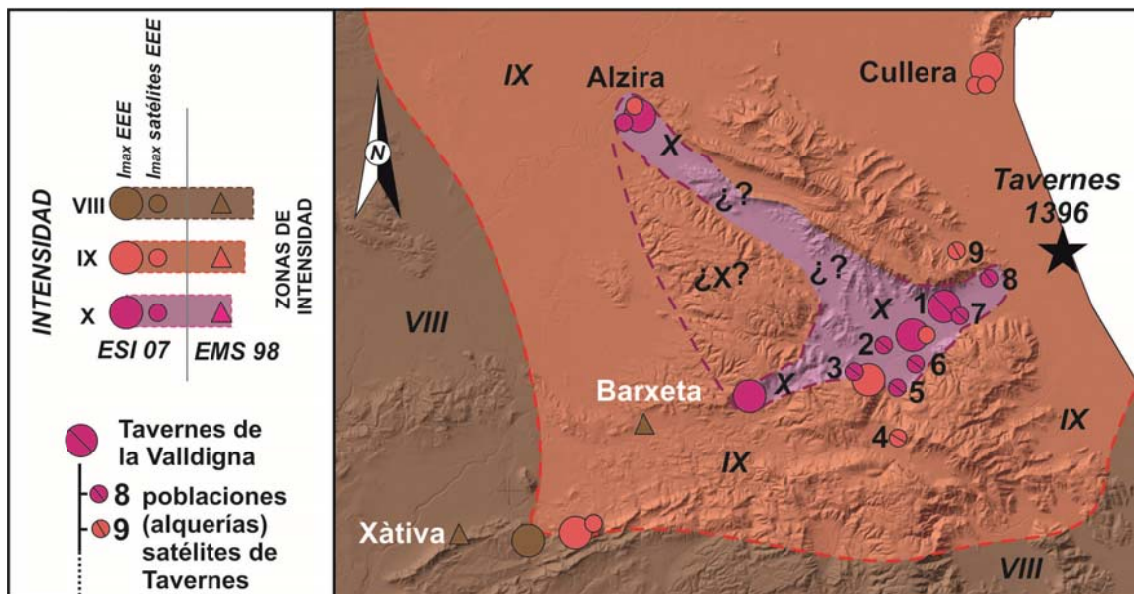 INTENSIDAD
Imax EEE
Imax satélites EEE
VIII
IX
X
ESI 07
EMS 98
ZONAS DE
INTENSIDAD
Tavernes de
la Valldigna
8 poblaciones
(alquerías)
9 satélites de
Tavernes
IX
Alzira
Cullera
N
X
¿?
Tavernes
1396
¿?
¿X?
9
8
1
7
X
VIII
2
6
3
5
X
Barxeta
4
IX
IX
Xàtiva
VIII